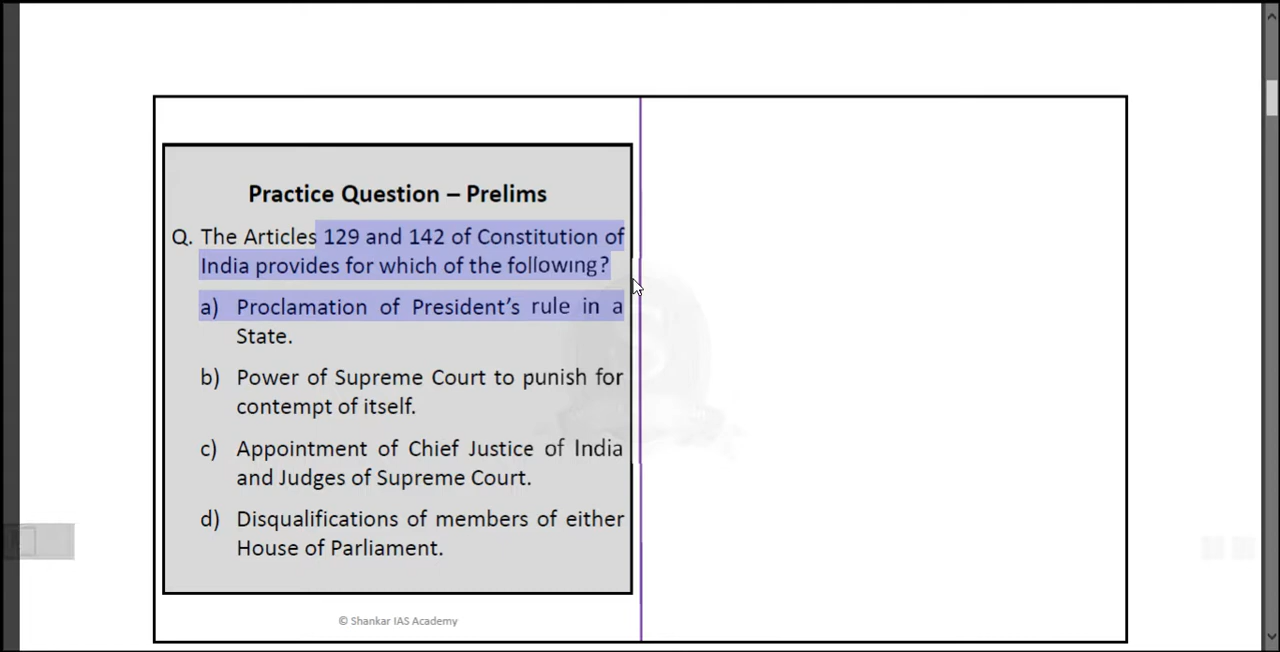 Practice Question – Prelims
Q. The Articles 129 and 142 of Constitution of
India provides for which of the following?
a) Proclamation of President's rule in a
State.
b) Power of Supreme Court to punish for
contempt of itself.
c) Appointment of Chief Justice of India
and Judges of Supreme Court.
d) Disqualifications of members of either
House of Parliament.
© Shankar IAS Academy